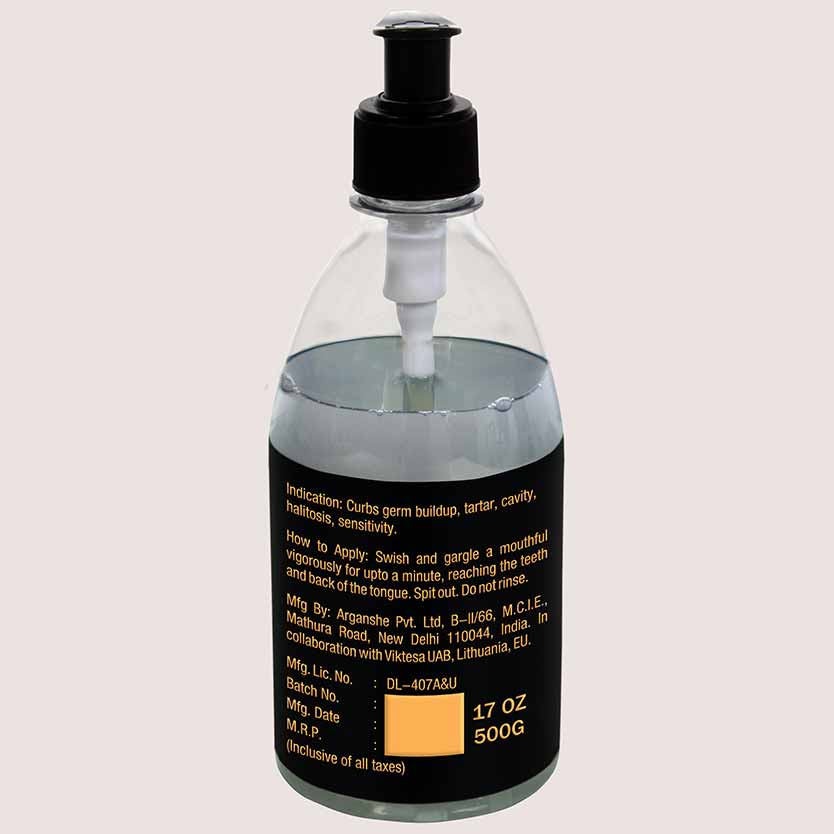 Indication: Curbs germ buildup, tartar, cavity,
halitosis, sensitivity.
How to Apply: Swish and gargle a mouthful
vigorously for upto a minute, reaching the teeth
and back of the tongue. Spit out. Do not rinse.
Mfg By: Arganshe Pvt. Ltd, B–II/66, M.C.I.E.,
Mathura Road, New Delhi 110044, India. In
collaboration with Viktesa UAB, Lithuania, EU.
Mfg. Lic. No. : DL–407A&U
Batch No. :
Mfg. Date :
M.R.P. :
(Inclusive of all taxes)
17 OZ
500G